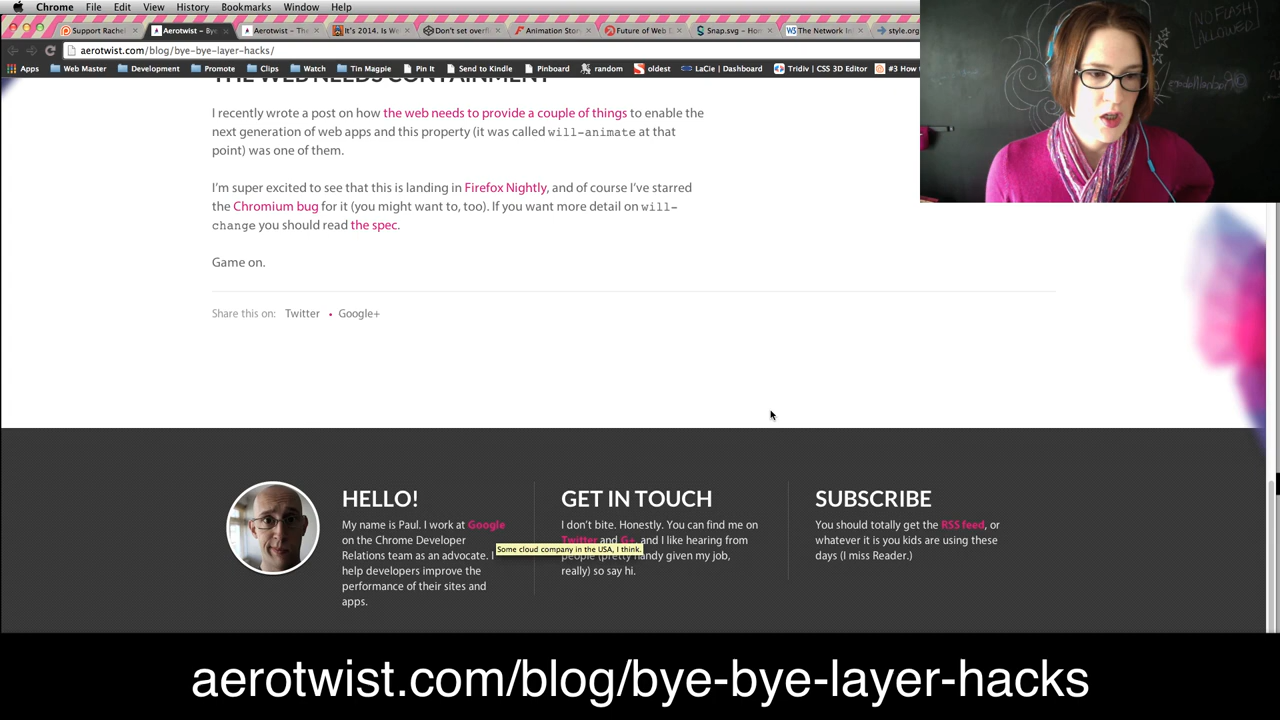 Chrome File Edit View History Bookmarks Window Help
Support Rachel
Aerotwist – Bye
Aerotwist – The
It's 2014. Is We
Don't set overfl
Animation Stor
Future of Web D
Snap.svg – Hom
The Network In
style.org
aerotwist.com/blog/bye-bye-layer-hacks/
Apps Web Master Development Promote Clips Watch Tin Magpie Pin It Send to Kindle Pinboard random oldest LaCie | Dashboard Tridiv | CSS 3D Editor #3 How t
(NO FLASH
ALLOWED)
THE WEB NEEDS CONTAINMENT
I recently wrote a post on how the web needs to provide a couple of things to enable the
next generation of web apps and this property (it was called will-animate at that
point) was one of them.
I'm super excited to see that this is landing in Firefox Nightly, and of course I've starred
the Chromium bug for it (you might want to, too). If you want more detail on will-
change you should read the spec.
Game on.
Share this on: Twitter • Google+
HELLO!
My name is Paul. I work at Google
on the Chrome Developer
Relations team as an advocate. I
help developers improve the
performance of their sites and
apps.
Some cloud company in the USA, I think.
GET IN TOUCH
I don't bite. Honestly. You can find me on
Twitter and G+, and I like hearing from
people (pretty handy given my job,
really) so say hi.
SUBSCRIBE
You should totally get the RSS feed, or
whatever it is you kids are using these
days (I miss Reader.)
aerotwist.com/blog/bye-bye-layer-hacks